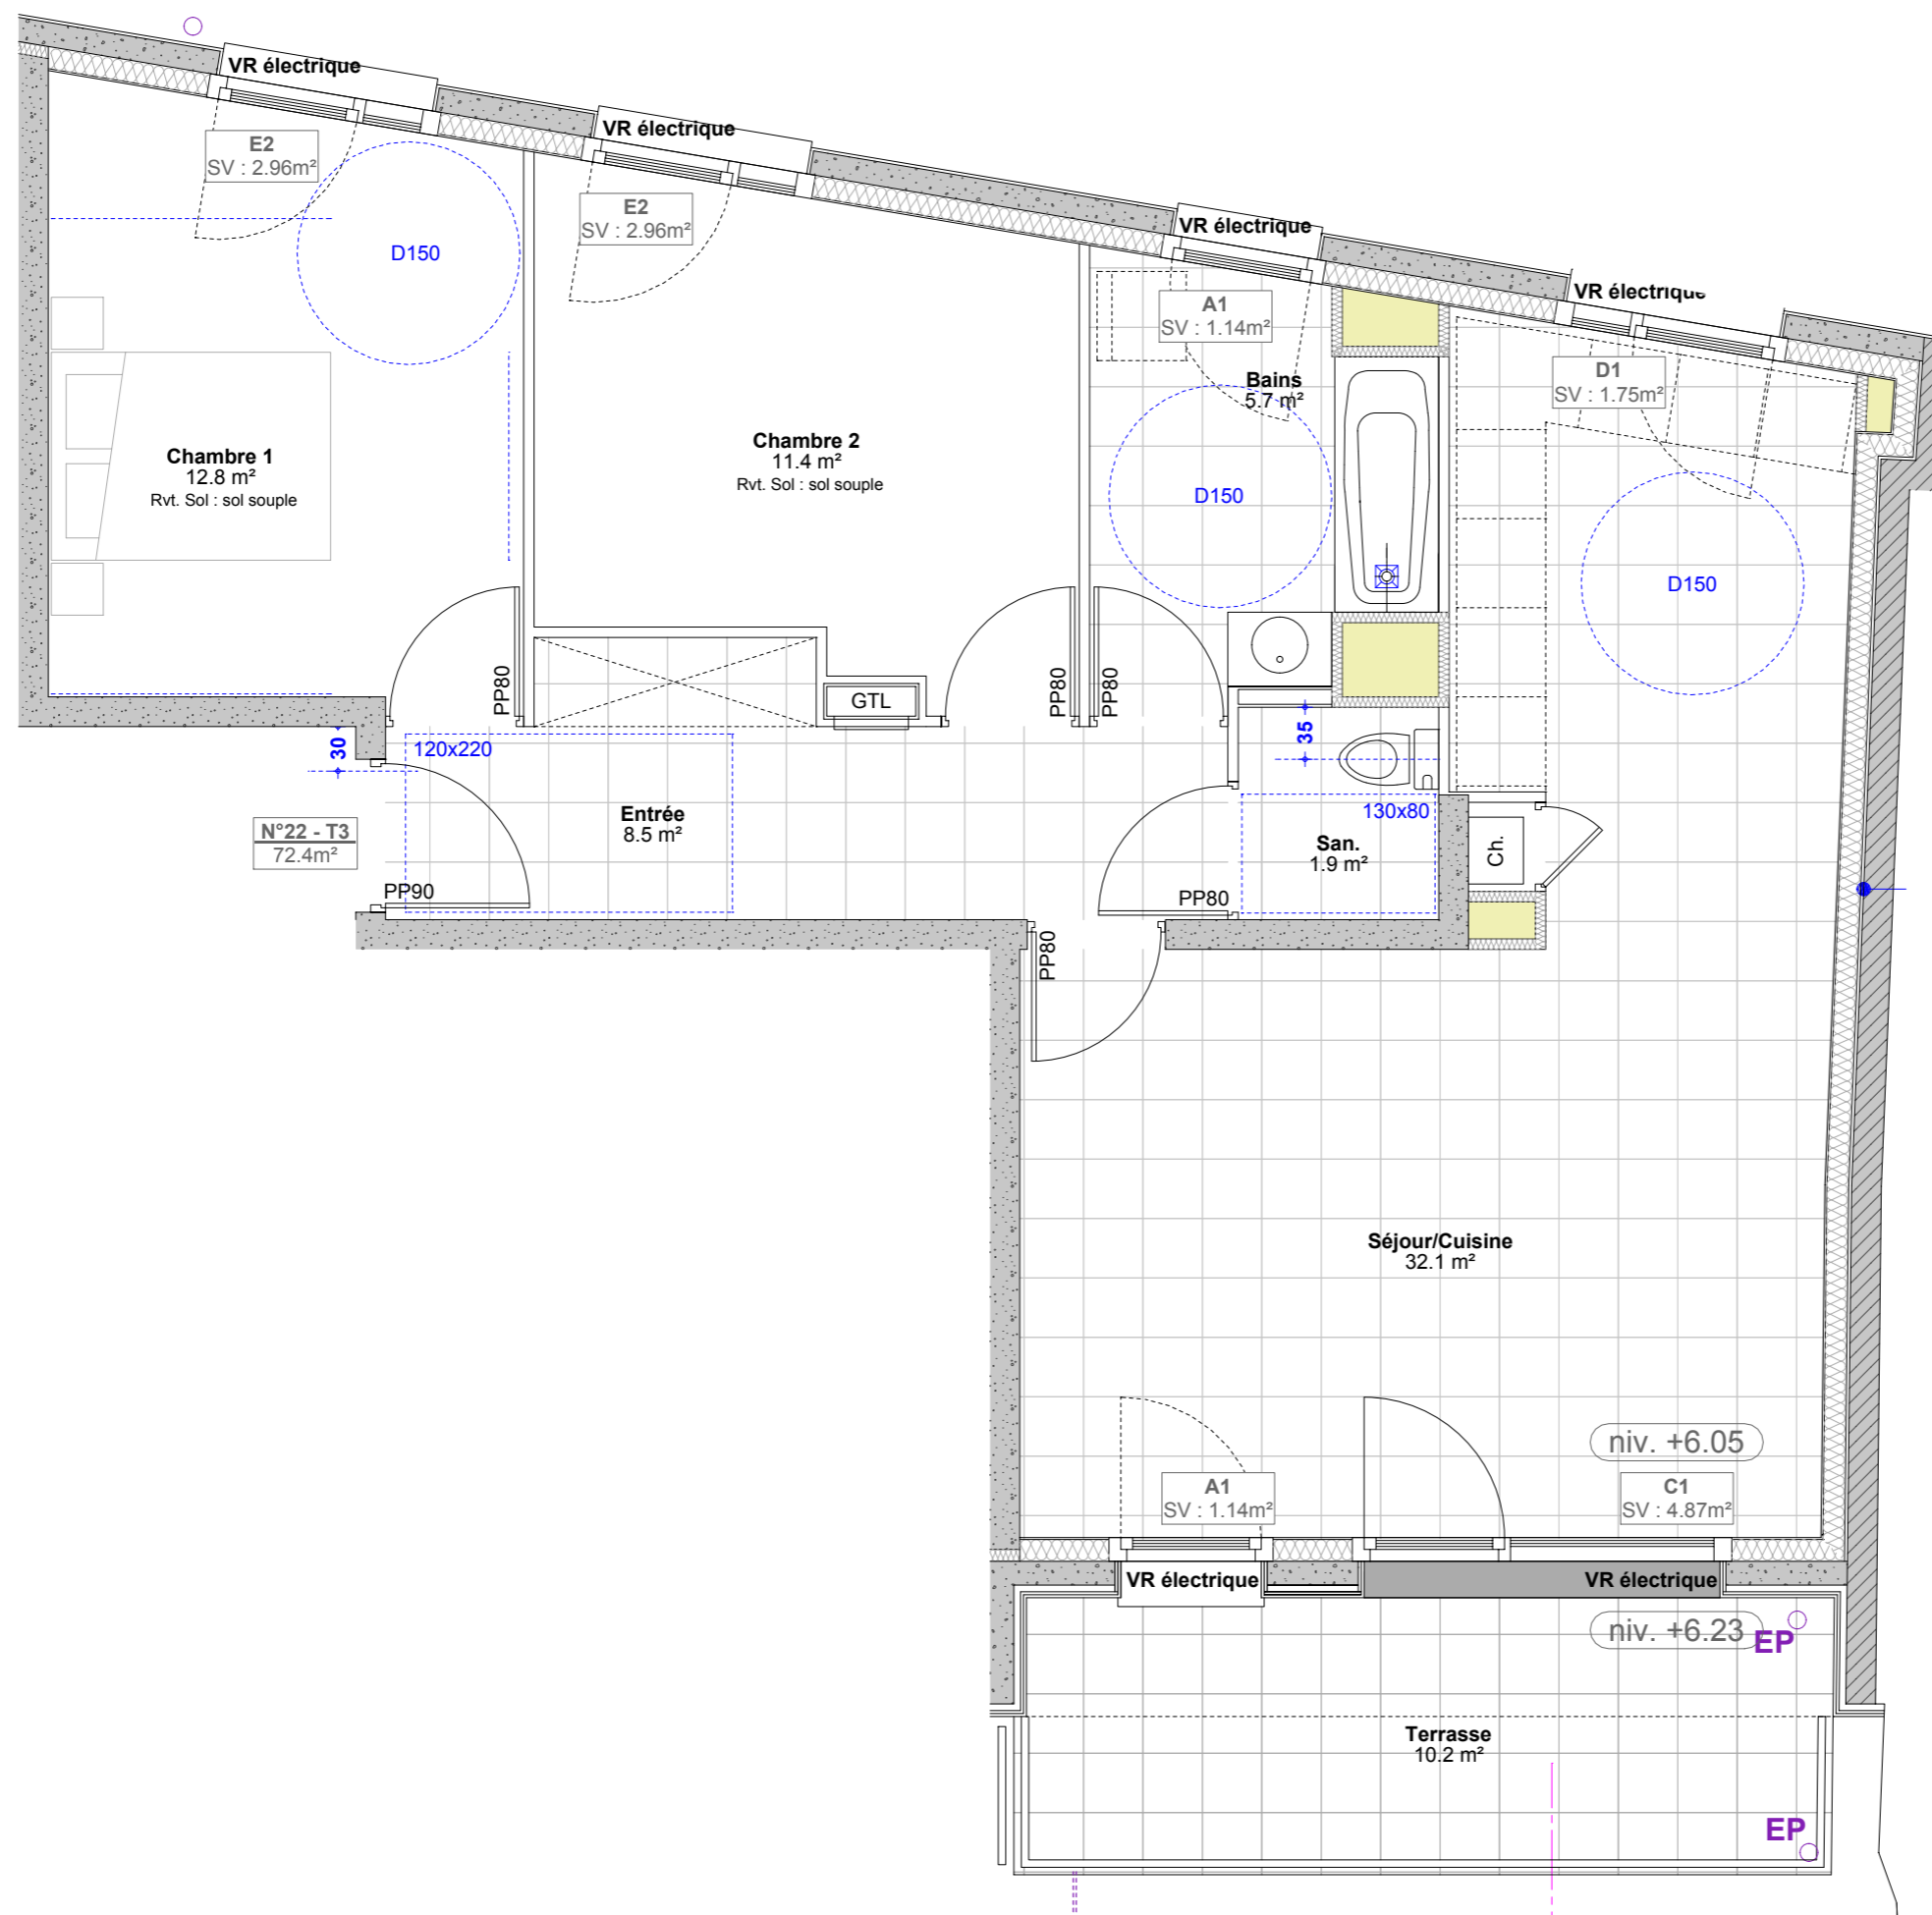 VR électrique
E2
SV : 2.96m²
D150
VR électrique
E2
SV : 2.96m²
VR électrique
A1
SV : 1.14m²
VR électrique
D1
SV : 1.75m²
Bains
5.7 m²
D150
D150
Chambre 1
12.8 m²
Rvt. Sol : sol souple
Chambre 2
11.4 m²
Rvt. Sol : sol souple
PP80
GTL
PP80
PP80
30
120x220
35
Entrée
8.5 m²
130x80
San.
1.9 m²
Ch.
N°22 - T3
72.4m²
PP90
PP80
PP80
Séjour/Cuisine
32.1 m²
niv. +6.05
A1
SV : 1.14m²
C1
SV : 4.87m²
VR électrique
VR électrique
niv. +6.23
EP
Terrasse
10.2 m²
EP